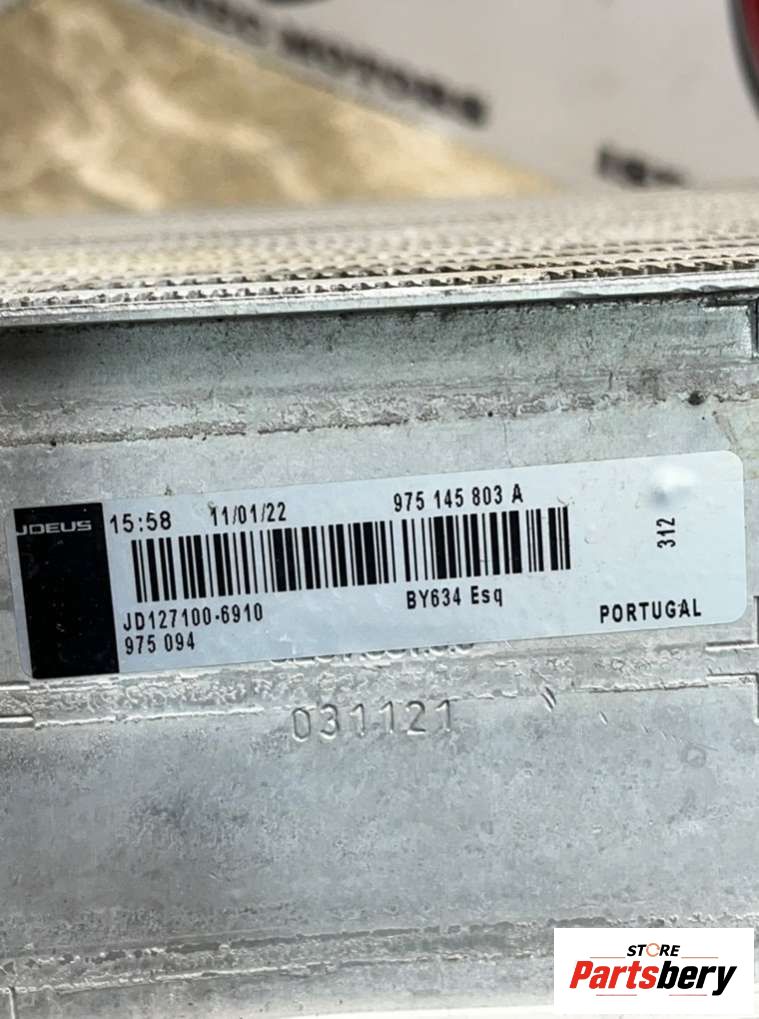 MOTORS
JDEUS
15:58 11/01/22 975 145 803 A
312
JD127100-6910 BY634 Esq PORTUGAL
975 094
031121
STORE
Partsbery